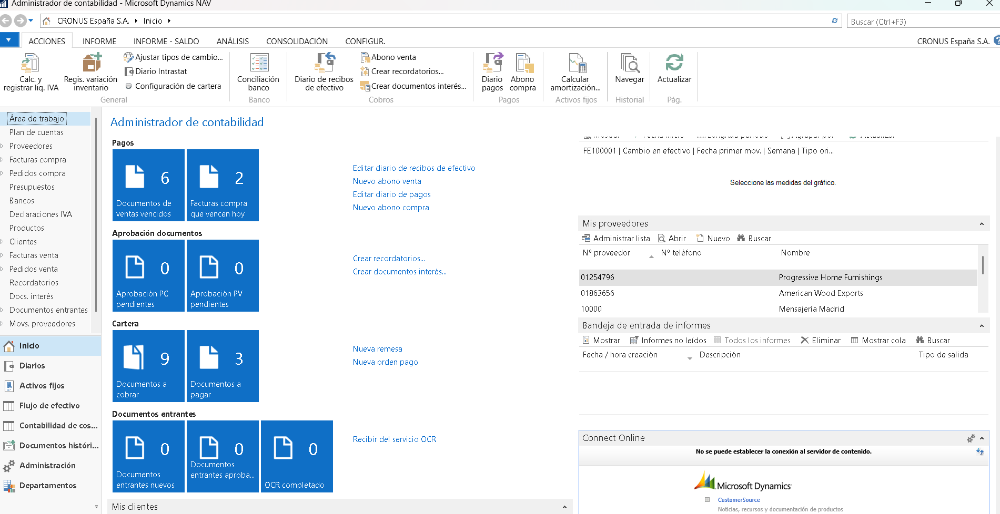 Administrador de contabilidad - Microsoft Dynamics NAV
CRONUS España S.A. Inicio
Buscar (Ctrl+F3)
ACCIONES INFORME INFORME - SALDO ANÁLISIS CONSOLIDACIÓN CONFIGUR.
CRONUS España S.A.
Calc. y
registrar liq. IVA
Regis. variación
inventario
Ajustar tipos de cambio...
Diario Intrastat
Configuración de cartera
General
Conciliación
banco
Banco
Diario de recibos
de efectivo
Abono venta
Crear recordatorios...
Crear documentos interés...
Cobros
Diario
pagos
Abono
compra
Pagos
Calcular
amortización...
Activos fijos
Navegar
Historial
Actualizar
Pág.
Área de trabajo
Plan de cuentas
Proveedores
Facturas compra
Pedidos compra
Presupuestos
Bancos
Declaraciones IVA
Productos
Clientes
Facturas venta
Pedidos venta
Recordatorios
Docs. interés
Documentos entrantes
Movs. proveedores
Inicio
Diarios
Activos fijos
Flujo de efectivo
Contabilidad de cos...
Documentos históri...
Administración
Departamentos
Administrador de contabilidad
Pagos
6
Documentos de
ventas vencidos
2
Facturas compra
que vencen hoy
Editar diario de recibos de efectivo
Nuevo abono venta
Editar diario de pagos
Nuevo abono compra
Aprobación documentos
0
Aprobación PC
pendientes
0
Aprobación PV
pendientes
Crear recordatorios...
Crear documentos interés...
Cartera
9
Documentos a
cobrar
3
Documentos a
pagar
Nueva remesa
Nueva orden pago
Documentos entrantes
0
Documentos
entrantes nuevos
0
Documentos
entrantes aproba...
0
OCR completado
Recibir del servicio OCR
Mis clientes
Mostrar Fecha inicio Longitud período Agrupar por Actualizar
FE100001 | Cambio en efectivo | Fecha primer mov. | Semana | Tipo ori...
Seleccione las medidas del gráfico.
Mis proveedores
Administrar lista Abrir Nuevo Buscar
Nº proveedor Nº teléfono Nombre
01254796 Progressive Home Furnishings
01863656 American Wood Exports
10000 Mensajería Madrid
Bandeja de entrada de informes
Mostrar Informes no leídos Todos los informes Eliminar Mostrar cola Buscar
Fecha / hora creación Descripción Tipo de salida
Connect Online
No se puede establecer la conexión al servidor de contenido.
Microsoft Dynamics
CustomerSource
Noticias, recursos y documentación de productos